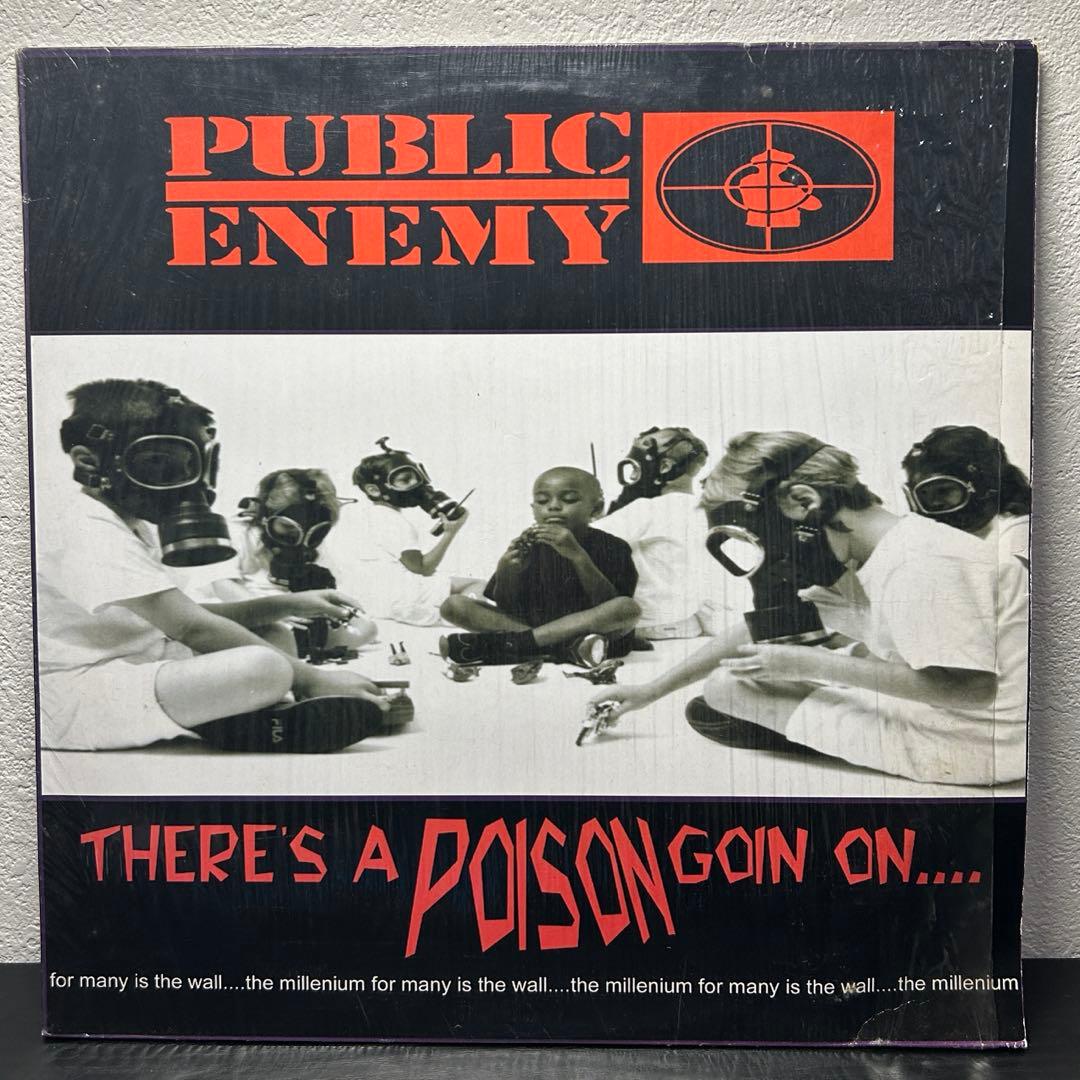 PUBLIC
ENEMY
FILA
THERE'S A POISON GOIN ON....
for many is the wall....the millenium for many is the wall....the millenium for many is the wall....the millenium